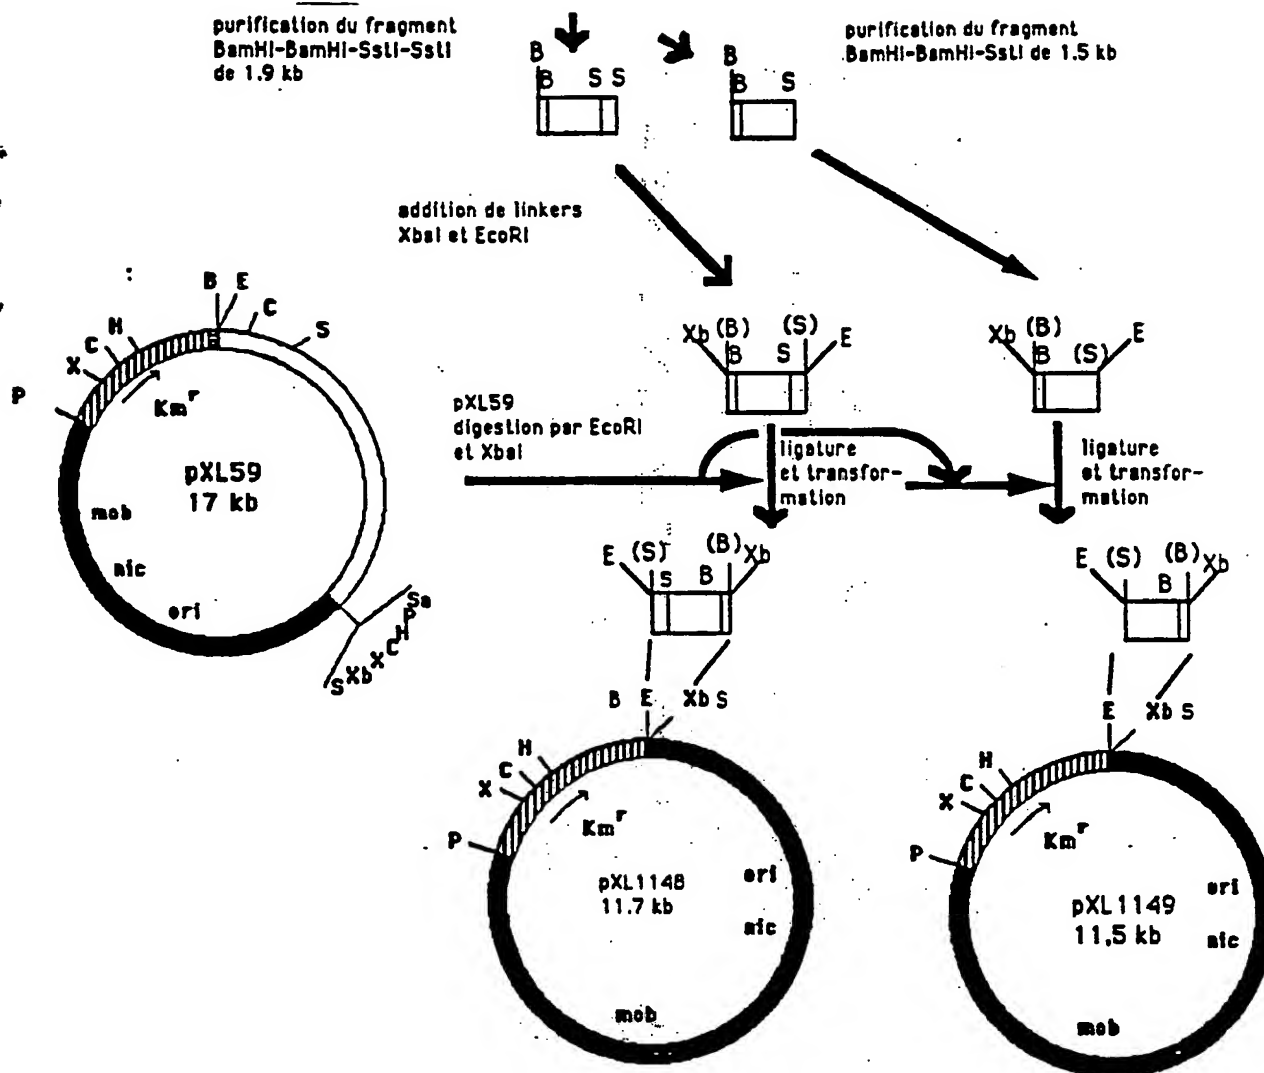 purification du fragment
BamHI-BamHI-SstI-SstI
de 1.9 kb
purification du fragment
BamHI-BamHI-SstI de 1.5 kb
B
B S S
B
B S
addition de linkers
XbaI et EcoRI
B E
C
S
H
C
X
P
Km^r
pXL59
17 kb
mob
nic
ori
Sa
P
H
C
X
Xb
S
Xb (B) (S) E
B S
Xb (B) E
B (S)
pXL59
digestion par EcoRI
et XbaI
ligature
et transfor-
mation
ligature
et transfor-
mation
E (S) (B) Xb
S B
E (S) (B) Xb
B
B E Xb S
E Xb S
H
C
X
P
Km^r
pXL1148
11.7 kb
ori
nic
mob
H
C
X
P
Km^r
pXL1149
11,5 kb
ori
nic
mob